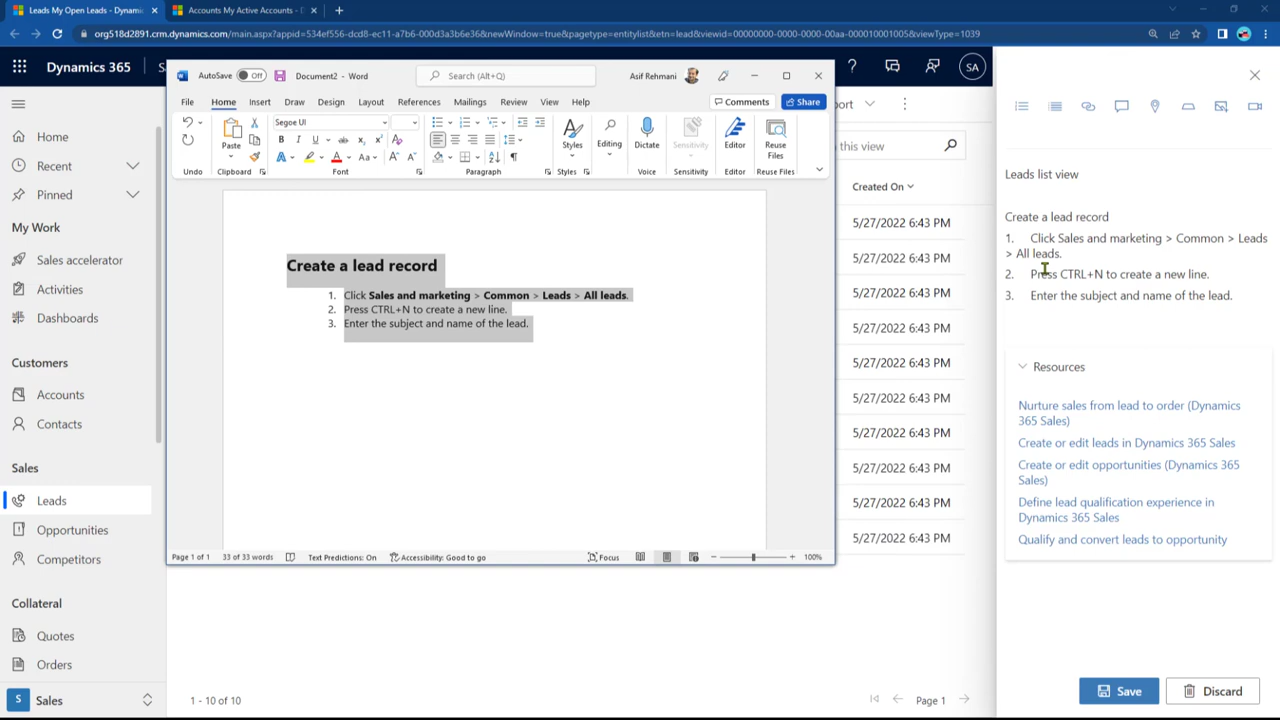 Leads My Open Leads - Dynamic
Accounts My Active Accounts - D
org518d2891.crm.dynamics.com/main.aspx?appid=534ef556-dcd8-ec11-a7b6-000d3a3b6e36&newWindow=true&pagetype=entitylist&etn=lead&viewid=00000000-0000-0000-00aa-000010001005&viewType=1039
Dynamics 365
SA
Home
Recent
Pinned
My Work
Sales accelerator
Activities
Dashboards
Customers
Accounts
Contacts
Sales
Leads
Opportunities
Competitors
Collateral
Quotes
Orders
S Sales
AutoSave Off
Document2 - Word
Search (Alt+Q)
Asif Rehmani
File Home Insert Draw Design Layout References Mailings Review View Help
Comments Share
Segoe UI
Paste
Styles
Editing
Dictate
Sensitivity
Editor
Reuse
Files
Undo Clipboard Font Paragraph Styles Voice Sensitivity Editor Reuse Files
Create a lead record
1. Click Sales and marketing > Common > Leads > All leads.
2. Press CTRL+N to create a new line.
3. Enter the subject and name of the lead.
Page 1 of 1 33 of 33 words Text Predictions: On Accessibility: Good to go Focus 100%
port
this view
Created On
5/27/2022 6:43 PM
5/27/2022 6:43 PM
5/27/2022 6:43 PM
5/27/2022 6:43 PM
5/27/2022 6:43 PM
5/27/2022 6:43 PM
5/27/2022 6:43 PM
5/27/2022 6:43 PM
5/27/2022 6:43 PM
5/27/2022 6:43 PM
1 - 10 of 10
Page 1
Leads list view
Create a lead record
1. Click Sales and marketing > Common > Leads
> All leads.
2. Press CTRL+N to create a new line.
3. Enter the subject and name of the lead.
Resources
Nurture sales from lead to order (Dynamics
365 Sales)
Create or edit leads in Dynamics 365 Sales
Create or edit opportunities (Dynamics 365
Sales)
Define lead qualification experience in
Dynamics 365 Sales
Qualify and convert leads to opportunity
Save
Discard